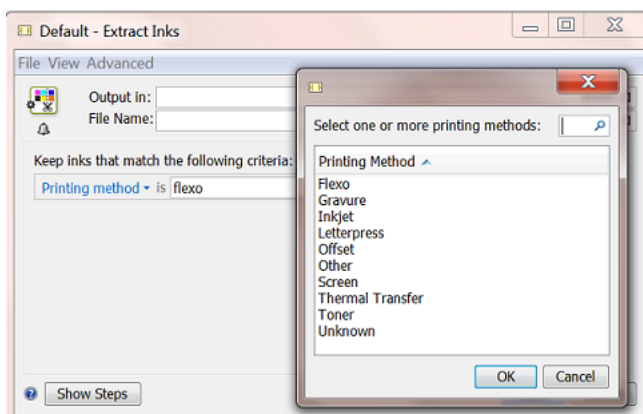 Default - Extract Inks
File View Advanced
Output in:
File Name:
Keep inks that match the following criteria:
Printing method is flexo
Select one or more printing methods:
Printing Method
Flexo
Gravure
Inkjet
Letterpress
Offset
Other
Screen
Thermal Transfer
Toner
Unknown
OK Cancel
? Show Steps